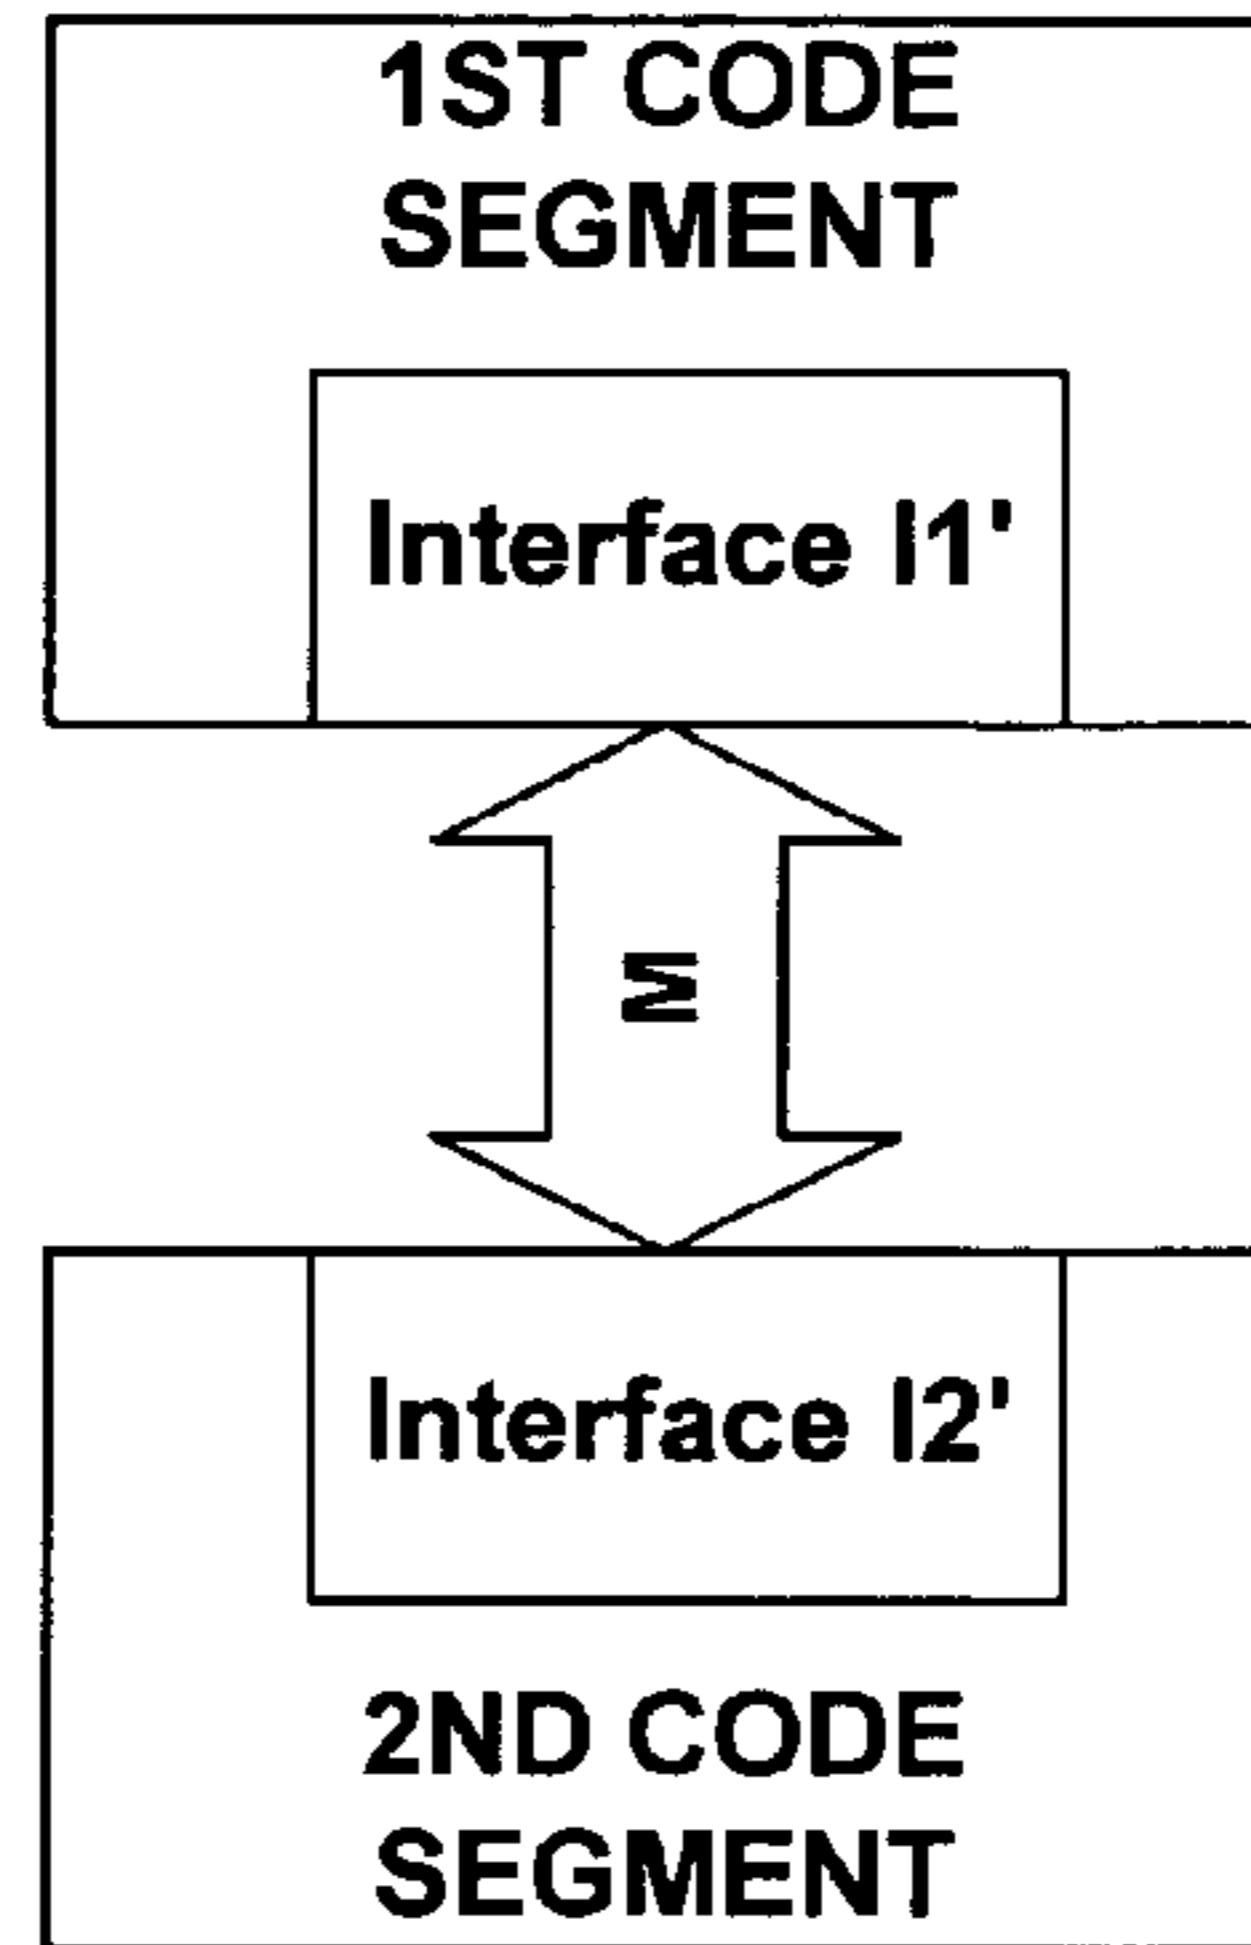 1ST CODE
SEGMENT
Interface I1'
M
Interface I2'
2ND CODE
SEGMENT